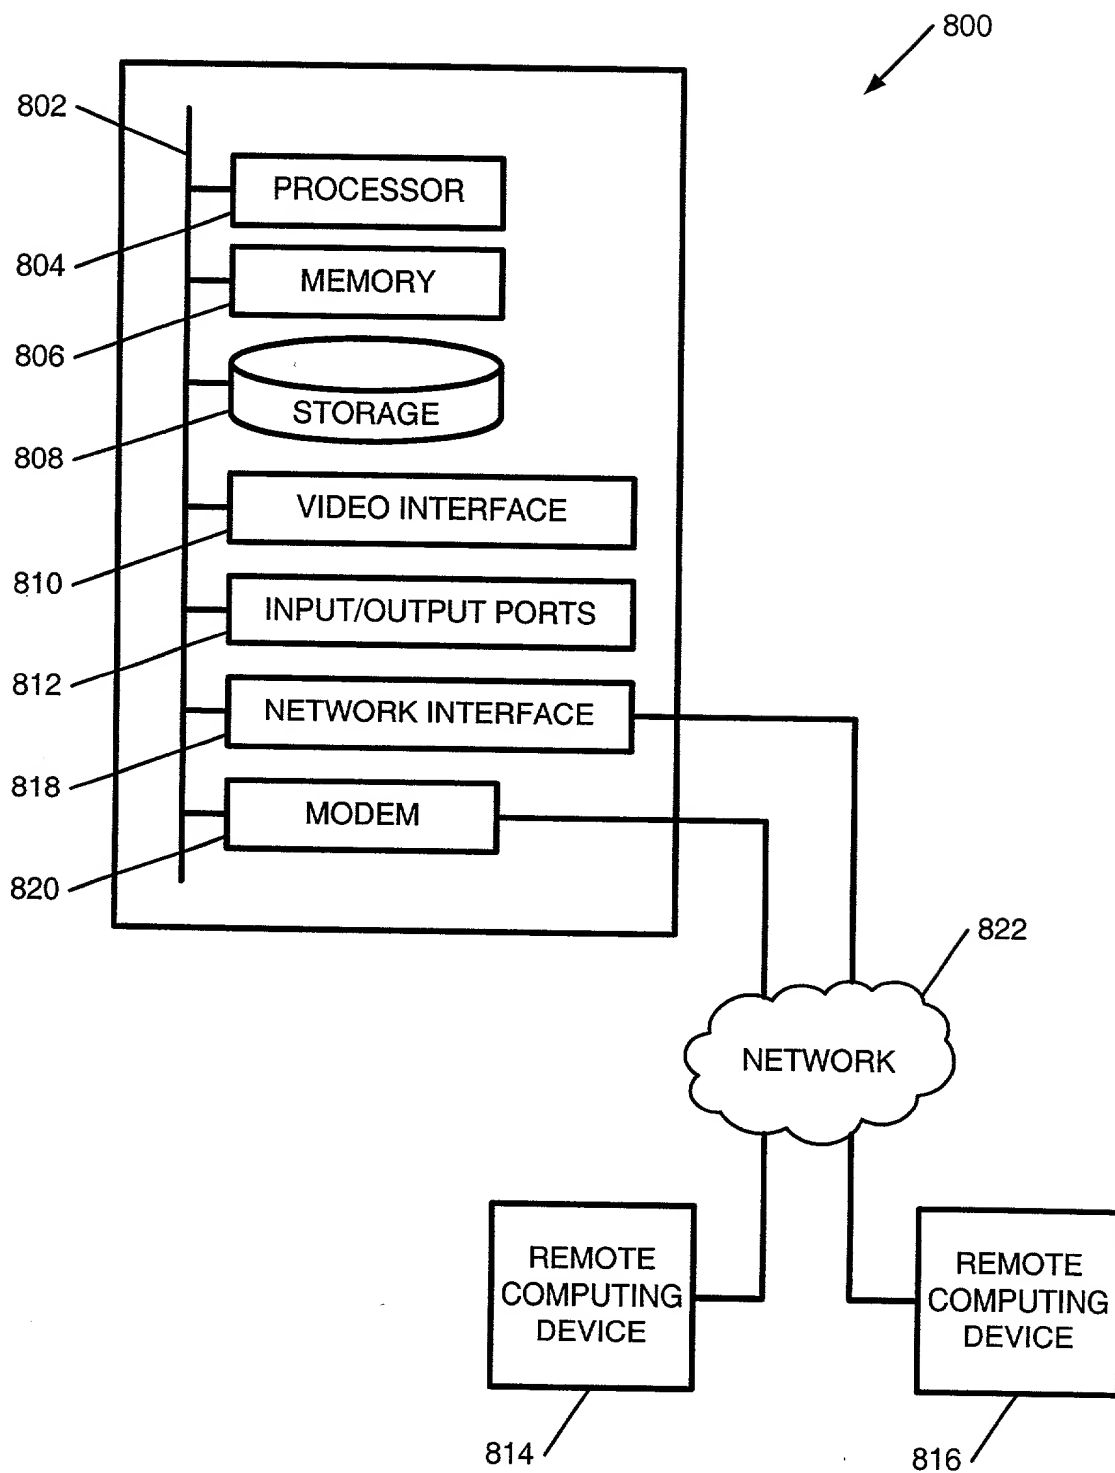 800
802
PROCESSOR
804
MEMORY
806
STORAGE
808
VIDEO INTERFACE
810
INPUT/OUTPUT PORTS
812
NETWORK INTERFACE
818
MODEM
820
822
NETWORK
REMOTE
COMPUTING
DEVICE
REMOTE
COMPUTING
DEVICE
814
816